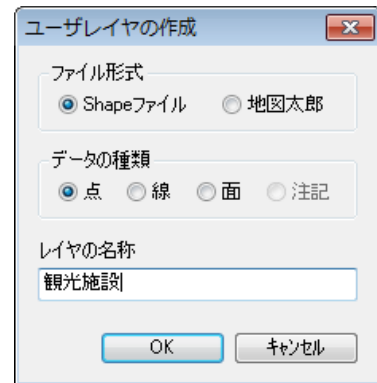 ユーザレイヤの作成
ファイル形式
Shapeファイル 地図太郎
データの種類
点 線 面 注記
レイヤの名称
観光施設
OK キャンセル